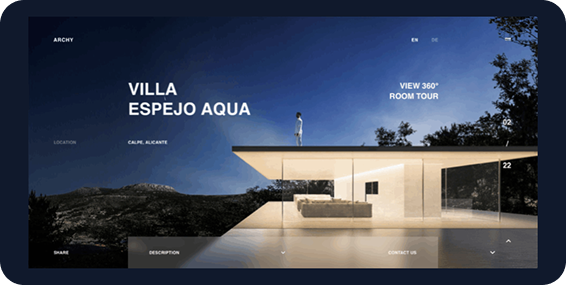 ARCHY
EN DE
VILLA
ESPEJO AQUA
VIEW 360°
ROOM TOUR
02
LOCATION
CALPE, ALICANTE
22
SHARE
DESCRIPTION
CONTACT US